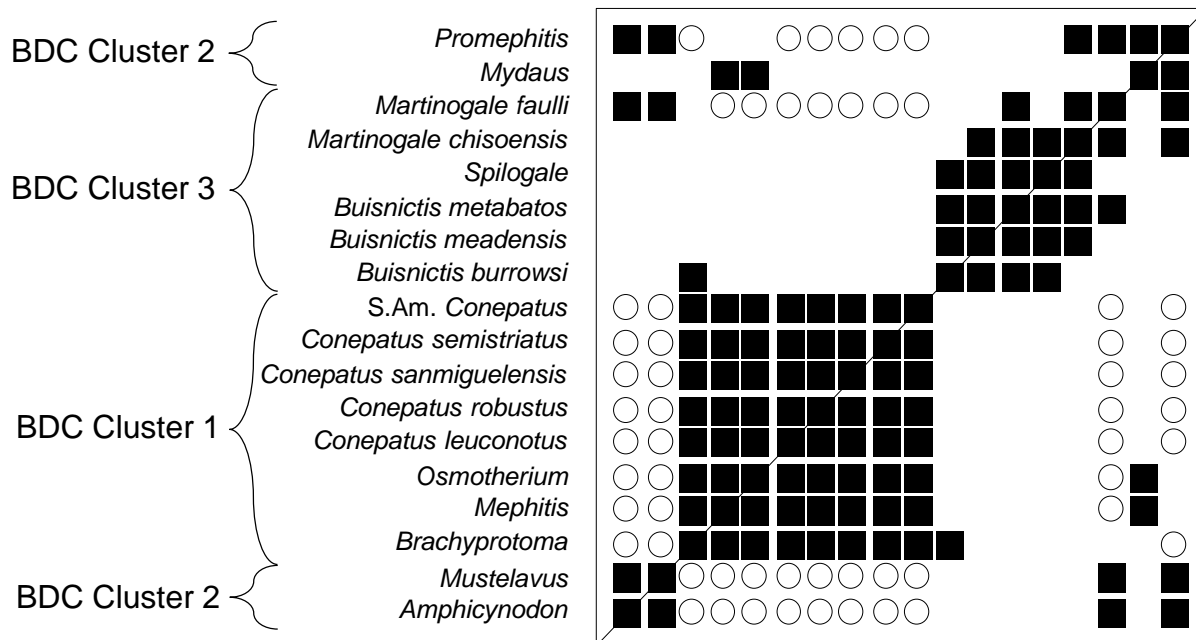 BDC Cluster 2
Promephitis
Mydaus
BDC Cluster 3
Martinogale faulli
Martinogale chisoensis
Spilogale
Buisnictis metabatos
Buisnictis meadensis
Buisnictis burrowsi
BDC Cluster 1
S.Am. Conepatus
Conepatus semistriatus
Conepatus sanmiguelensis
Conepatus robustus
Conepatus leuconotus
Osmotherium
Mephitis
Brachyprotoma
BDC Cluster 2
Mustelavus
Amphicynodon